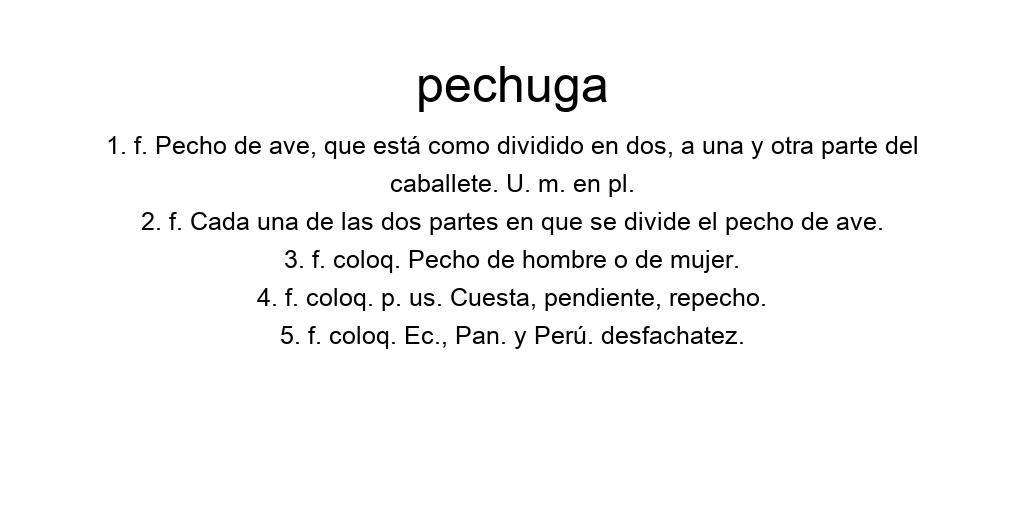 pechuga
1. f. Pecho de ave, que está como dividido en dos, a una y otra parte del
caballete. U. m. en pl.
2. f. Cada una de las dos partes en que se divide el pecho de ave.
3. f. coloq. Pecho de hombre o de mujer.
4. f. coloq. p. us. Cuesta, pendiente, repecho.
5. f. coloq. Ec., Pan. y Perú. desfachatez.